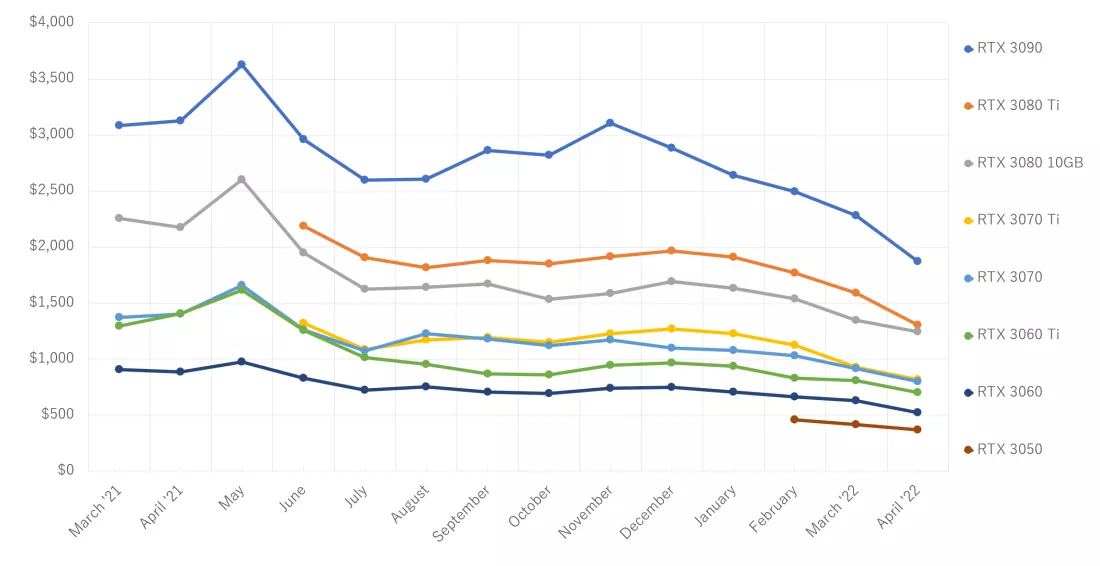 $4,000
$3,500
$3,000
$2,500
$2,000
$1,500
$1,000
$500
$0
March '21
April '21
May
June
July
August
September
October
November
December
January
February
March '22
April '22
RTX 3090
RTX 3080 Ti
RTX 3080 10GB
RTX 3070 Ti
RTX 3070
RTX 3060 Ti
RTX 3060
RTX 3050